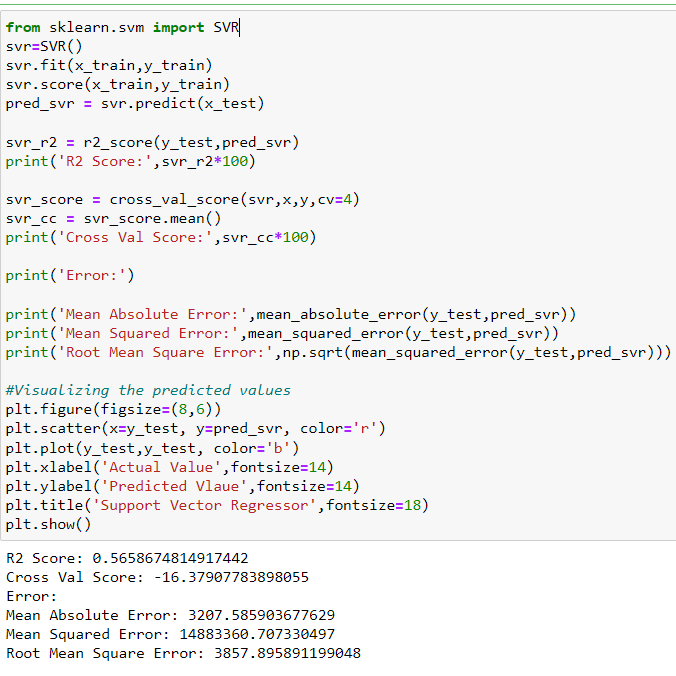 from sklearn.svm import SVR
svr=SVR()
svr.fit(x_train,y_train)
svr.score(x_train,y_train)
pred_svr = svr.predict(x_test)
svr_r2 = r2_score(y_test,pred_svr)
print('R2 Score:',svr_r2*100)
svr_score = cross_val_score(svr,x,y,cv=4)
svr_cc = svr_score.mean()
print('Cross Val Score:',svr_cc*100)
print('Error:')
print('Mean Absolute Error:',mean_absolute_error(y_test,pred_svr))
print('Mean Squared Error:',mean_squared_error(y_test,pred_svr))
print('Root Mean Square Error:',np.sqrt(mean_squared_error(y_test,pred_svr)))
#Visualizing the predicted values
plt.figure(figsize=(8,6))
plt.scatter(x=y_test, y=pred_svr, color='r')
plt.plot(y_test,y_test, color='b')
plt.xlabel('Actual Value',fontsize=14)
plt.ylabel('Predicted Vlaue',fontsize=14)
plt.title('Support Vector Regressor',fontsize=18)
plt.show()
R2 Score: 0.5658674814917442
Cross Val Score: -16.37907783898055
Error:
Mean Absolute Error: 3207.585903677629
Mean Squared Error: 14883360.707330497
Root Mean Square Error: 3857.895891199048